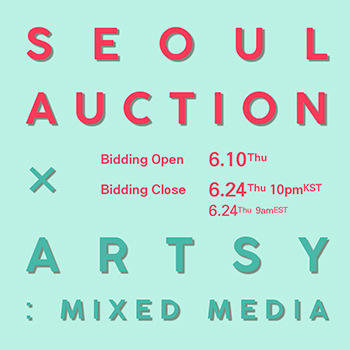 SEOUL
AUCTION
×
Bidding Open 6.10Thu
Bidding Close 6.24Thu 10pmKST
6.24Thu 9amEST
ARTSY
: MIXED MEDIA